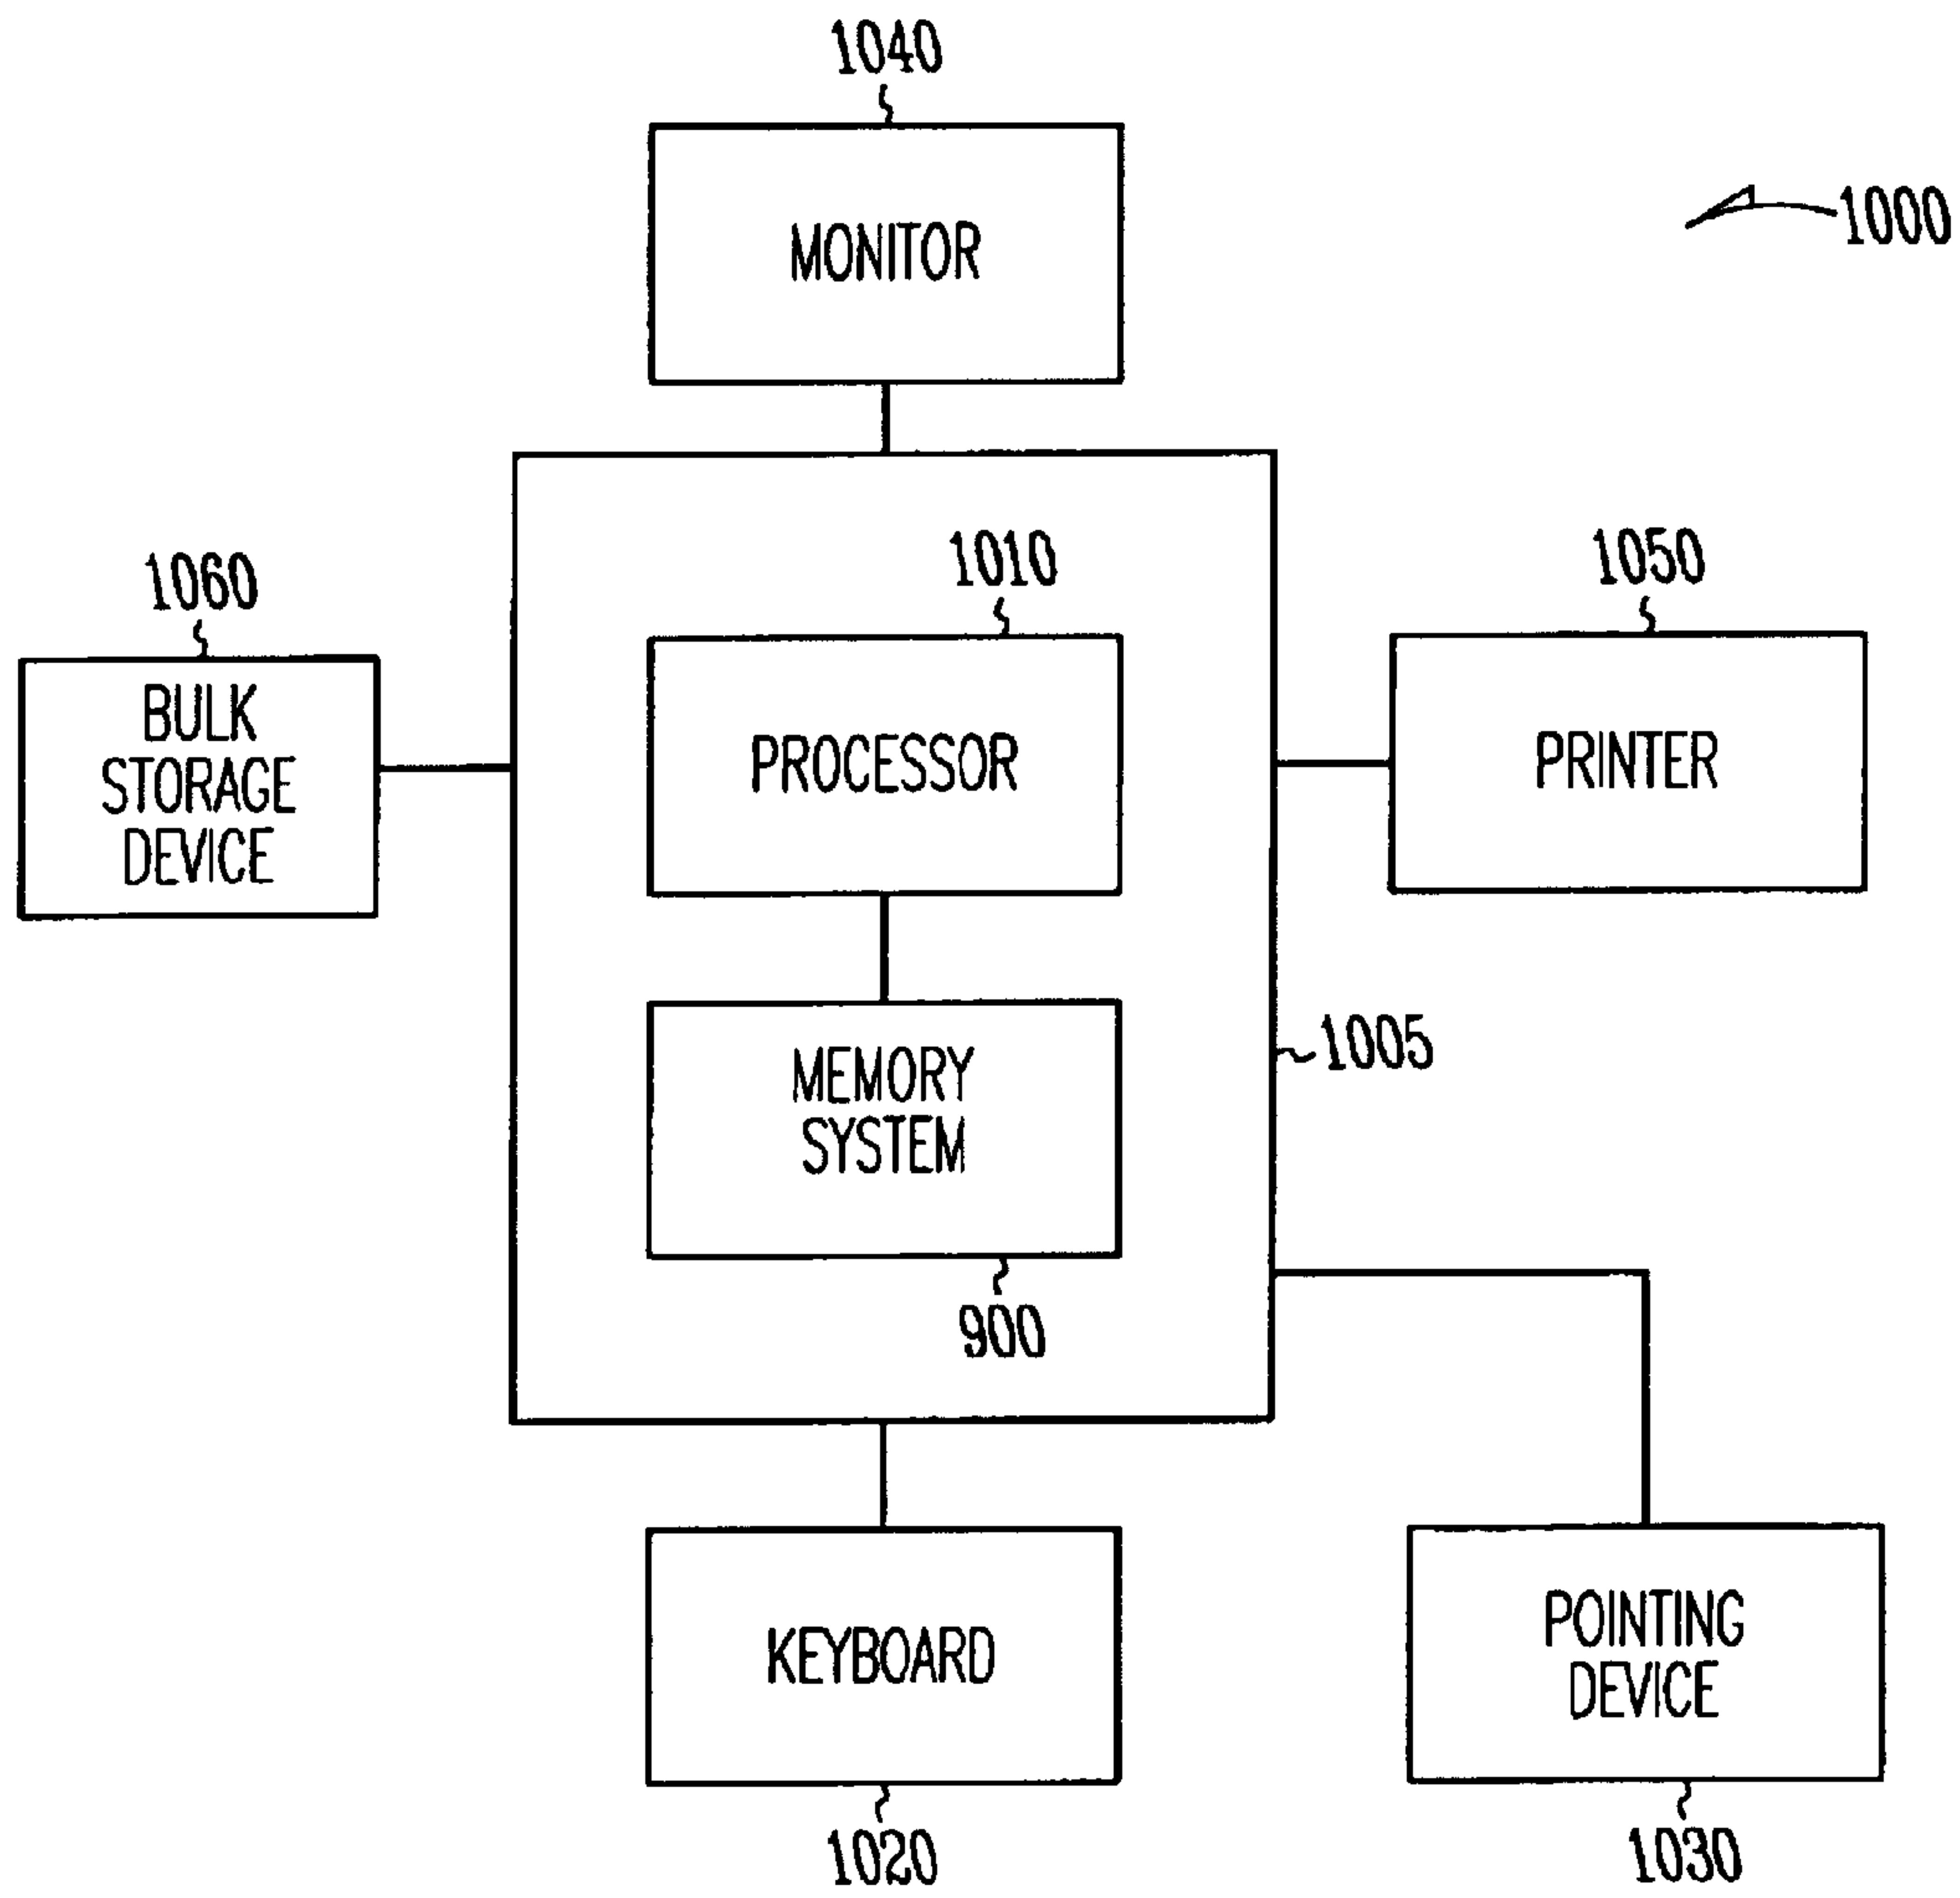 1040
MONITOR
1000
1060
BULK
STORAGE
DEVICE
1010
PROCESSOR
1050
PRINTER
MEMORY
SYSTEM
900
1005
KEYBOARD
1020
POINTING
DEVICE
1030